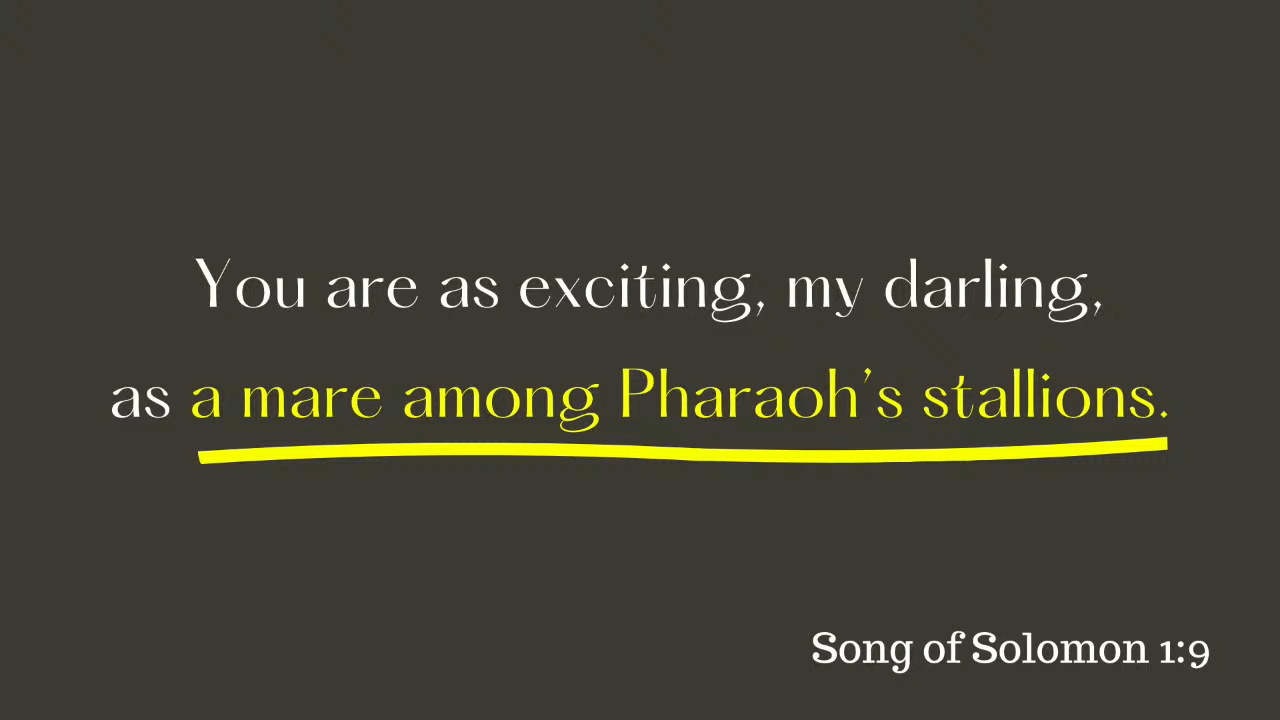 You are as exciting, my darling,
as a mare among Pharaoh’s stallions.
Song of Solomon 1:9